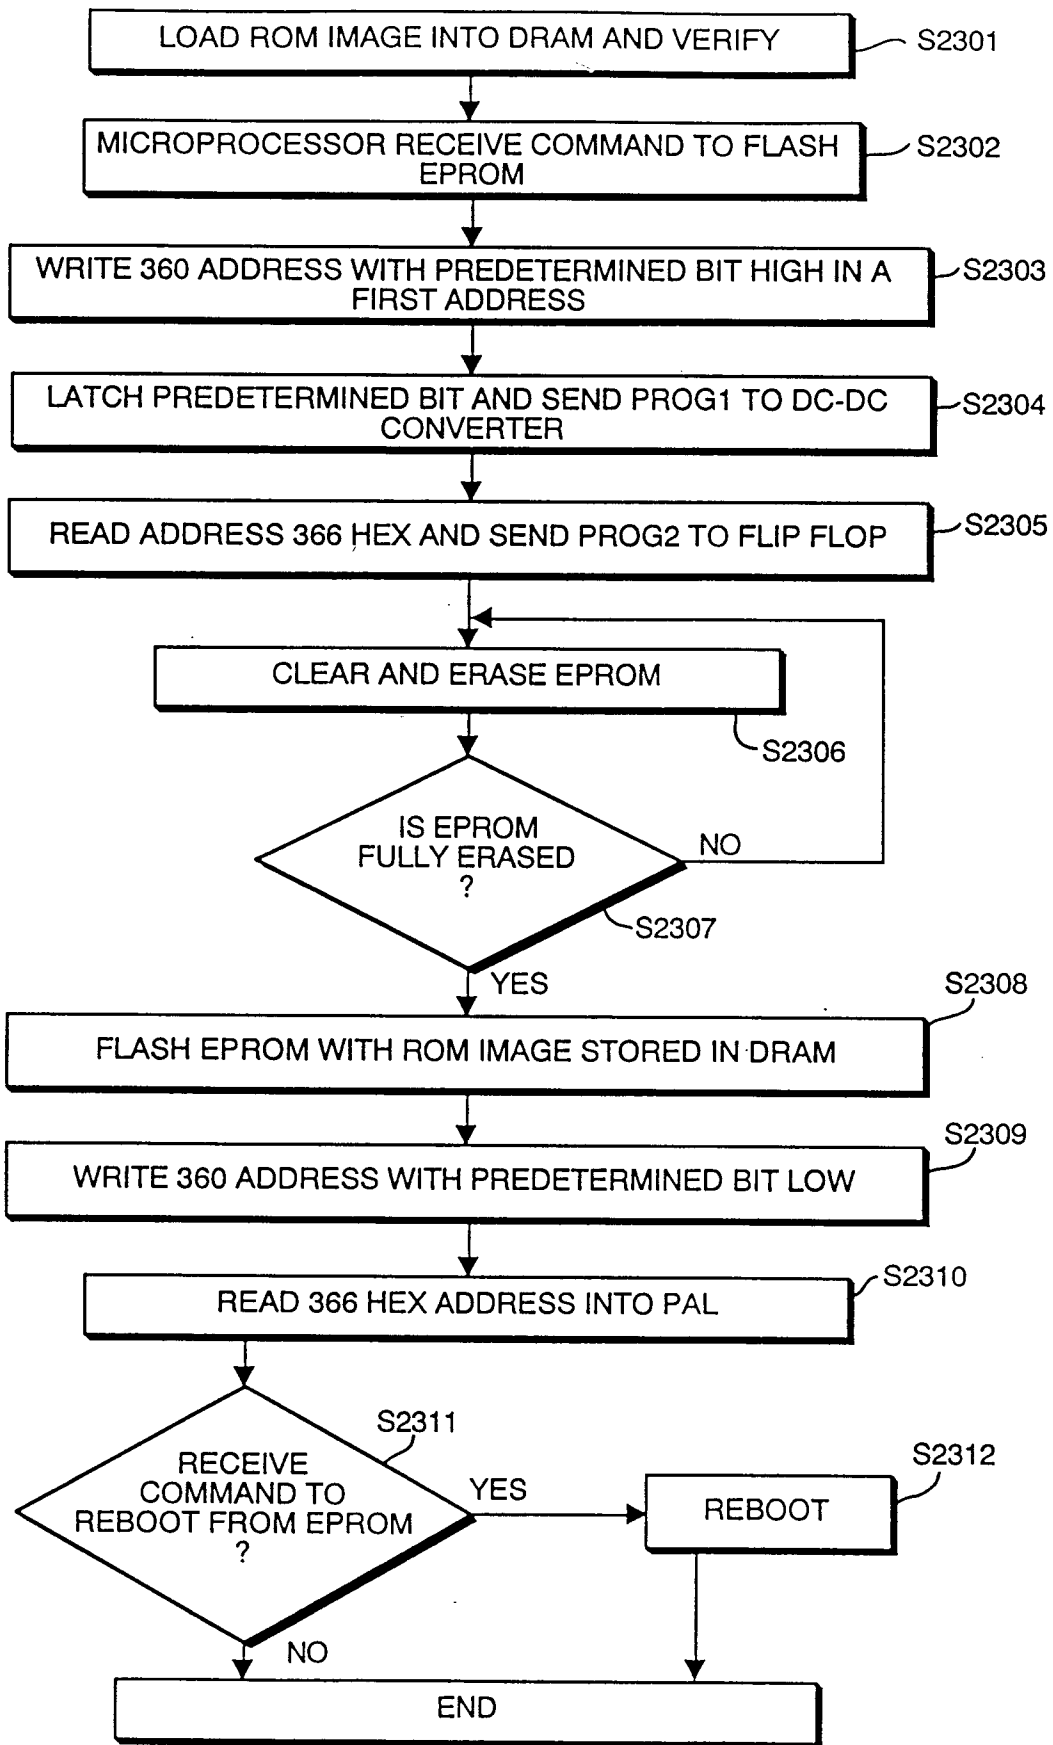 LOAD ROM IMAGE INTO DRAM AND VERIFY
S2301
MICROPROCESSOR RECEIVE COMMAND TO FLASH
EPROM
S2302
WRITE 360 ADDRESS WITH PREDETERMINED BIT HIGH IN A
FIRST ADDRESS
S2303
LATCH PREDETERMINED BIT AND SEND PROG1 TO DC-DC
CONVERTER
S2304
READ ADDRESS 366 HEX AND SEND PROG2 TO FLIP FLOP
S2305
CLEAR AND ERASE EPROM
S2306
IS EPROM
FULLY ERASED
?
NO
S2307
YES
S2308
FLASH EPROM WITH ROM IMAGE STORED IN DRAM
S2309
WRITE 360 ADDRESS WITH PREDETERMINED BIT LOW
S2310
READ 366 HEX ADDRESS INTO PAL
S2311
RECEIVE
COMMAND TO
REBOOT FROM EPROM
?
YES
S2312
REBOOT
NO
END